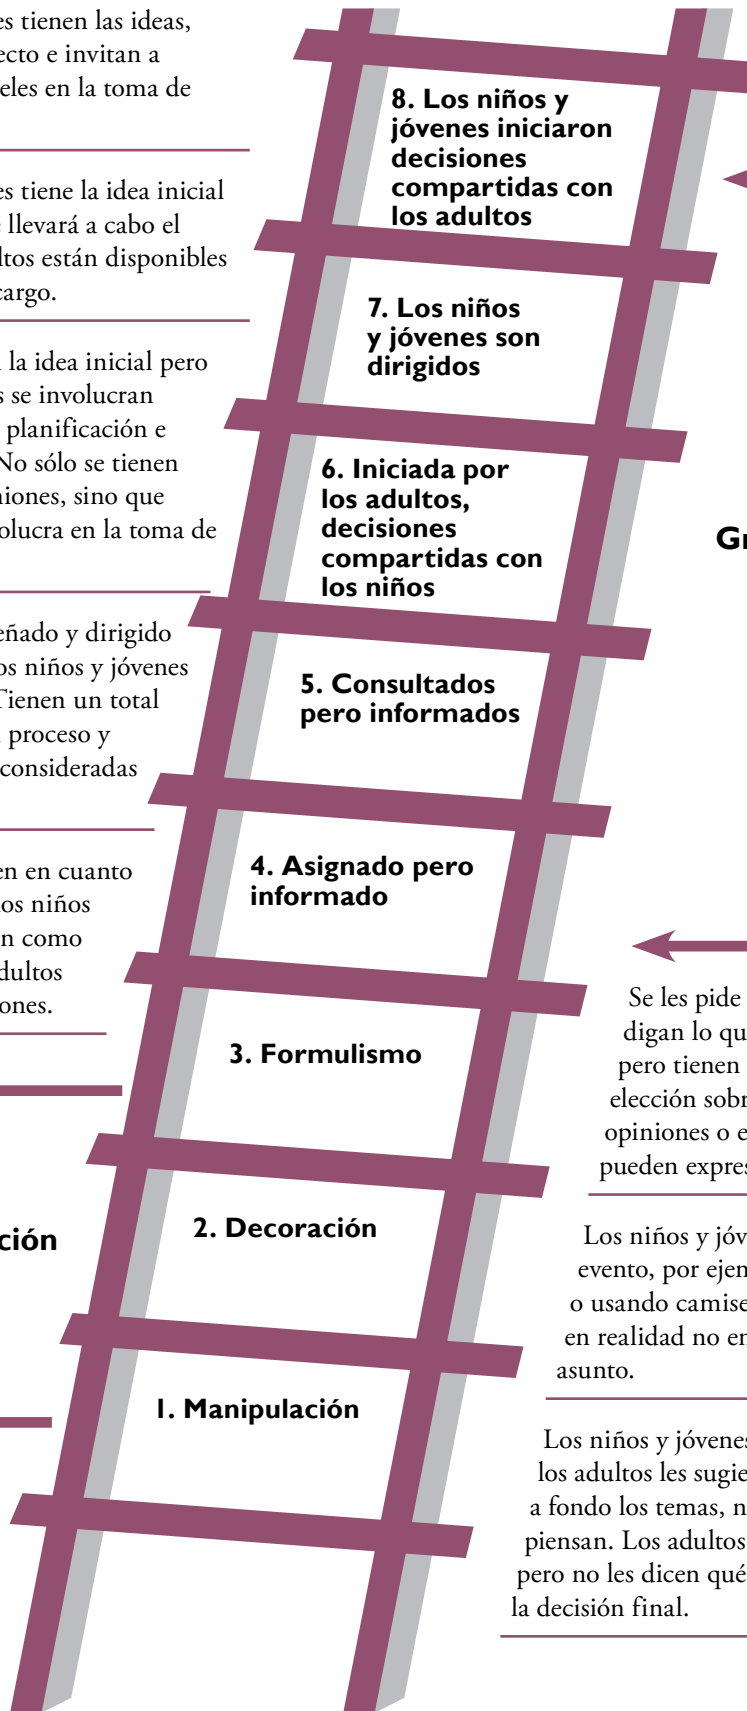 es tienen las ideas,
ecto e invitan a
eles en la toma de
8. Los niños y
jóvenes iniciaron
decisiones
compartidas con
los adultos
es tiene la idea inicial
llevará a cabo el
ltos están disponibles
cargo.
7. Los niños
y jóvenes son
dirigidos
la idea inicial pero
s se involucran
planificación e
No sólo se tienen
niones, sino que
olucra en la toma de
6. Iniciada por
los adultos,
decisiones
compartidas con
los niños
Gr
eñado y dirigido
os niños y jóvenes
Tienen un total
proceso y
consideradas
5. Consultados
pero informados
en en cuanto
los niños
n como
dultos
ones.
4. Asignado pero
informado
3. Formulismo
Se les pide
digan lo qu
pero tienen
elección sobr
opiniones o e
pueden expres
ción
2. Decoración
Los niños y jóv
evento, por ejen
o usando camise
en realidad no en
asunto.
1. Manipulación
Los niños y jóvenes
los adultos les sugie
a fondo los temas, n
piensan. Los adultos
pero no les dicen qué
la decisión final.